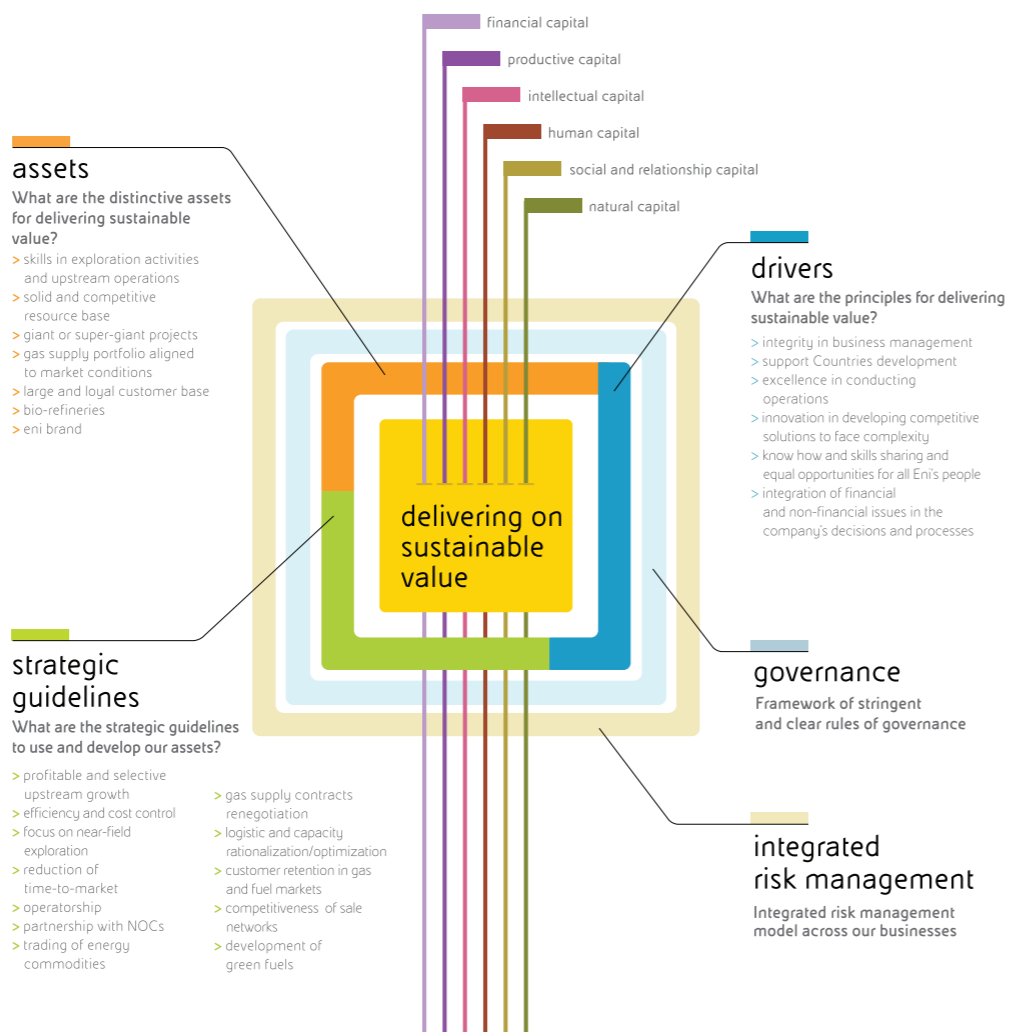 financial capital
productive capital
intellectual capital
human capital
social and relationship capital
natural capital
assets
What are the distinctive assets
for delivering sustainable
value?
> skills in exploration activities
and upstream operations
> solid and competitive
resource base
> giant or super-giant projects
> gas supply portfolio aligned
to market conditions
> large and loyal customer base
> bio-refineries
> eni brand
drivers
What are the principles for delivering
sustainable value?
> integrity in business management
> support Countries development
> excellence in conducting
operations
> innovation in developing competitive
solutions to face complexity
> know how and skills sharing and
equal opportunities for all Eni's people
> integration of financial
and non-financial issues in the
company's decisions and processes
delivering on
sustainable
value
strategic
guidelines
What are the strategic guidelines
to use and develop our assets?
> profitable and selective
upstream growth
> efficiency and cost control
> focus on near-field
exploration
> reduction of
time-to-market
> operatorship
> partnership with NOCs
> trading of energy
commodities
> gas supply contracts
renegotiation
> logistic and capacity
rationalization/optimization
> customer retention in gas
and fuel markets
> competitiveness of sale
networks
> development of
green fuels
governance
Framework of stringent
and clear rules of governance
integrated
risk management
Integrated risk management
model across our businesses